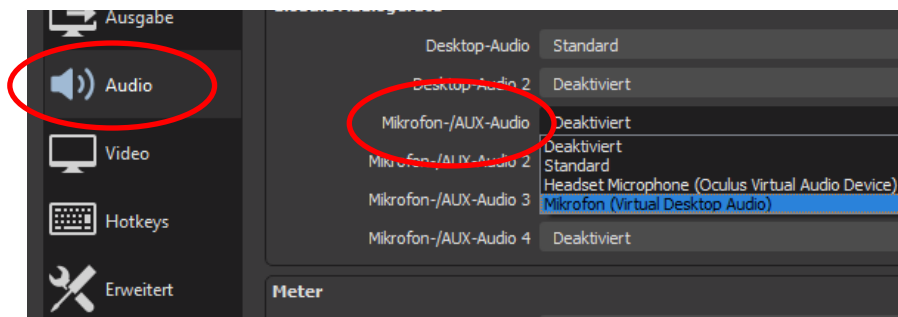 Ausgabe
Desktop-Audio Standard
Audio
Desktop-Audio 2 Deaktiviert
Mikrofon-/AUX-Audio Deaktiviert
Deaktiviert
Video
Mikrofon-/AUX-Audio 2
Standard
Headset Microphone (Oculus Virtual Audio Device)
Mikrofon-/AUX-Audio 3
Mikrofon (Virtual Desktop Audio)
Hotkeys
Mikrofon-/AUX-Audio 4 Deaktiviert
Erweitert
Meter